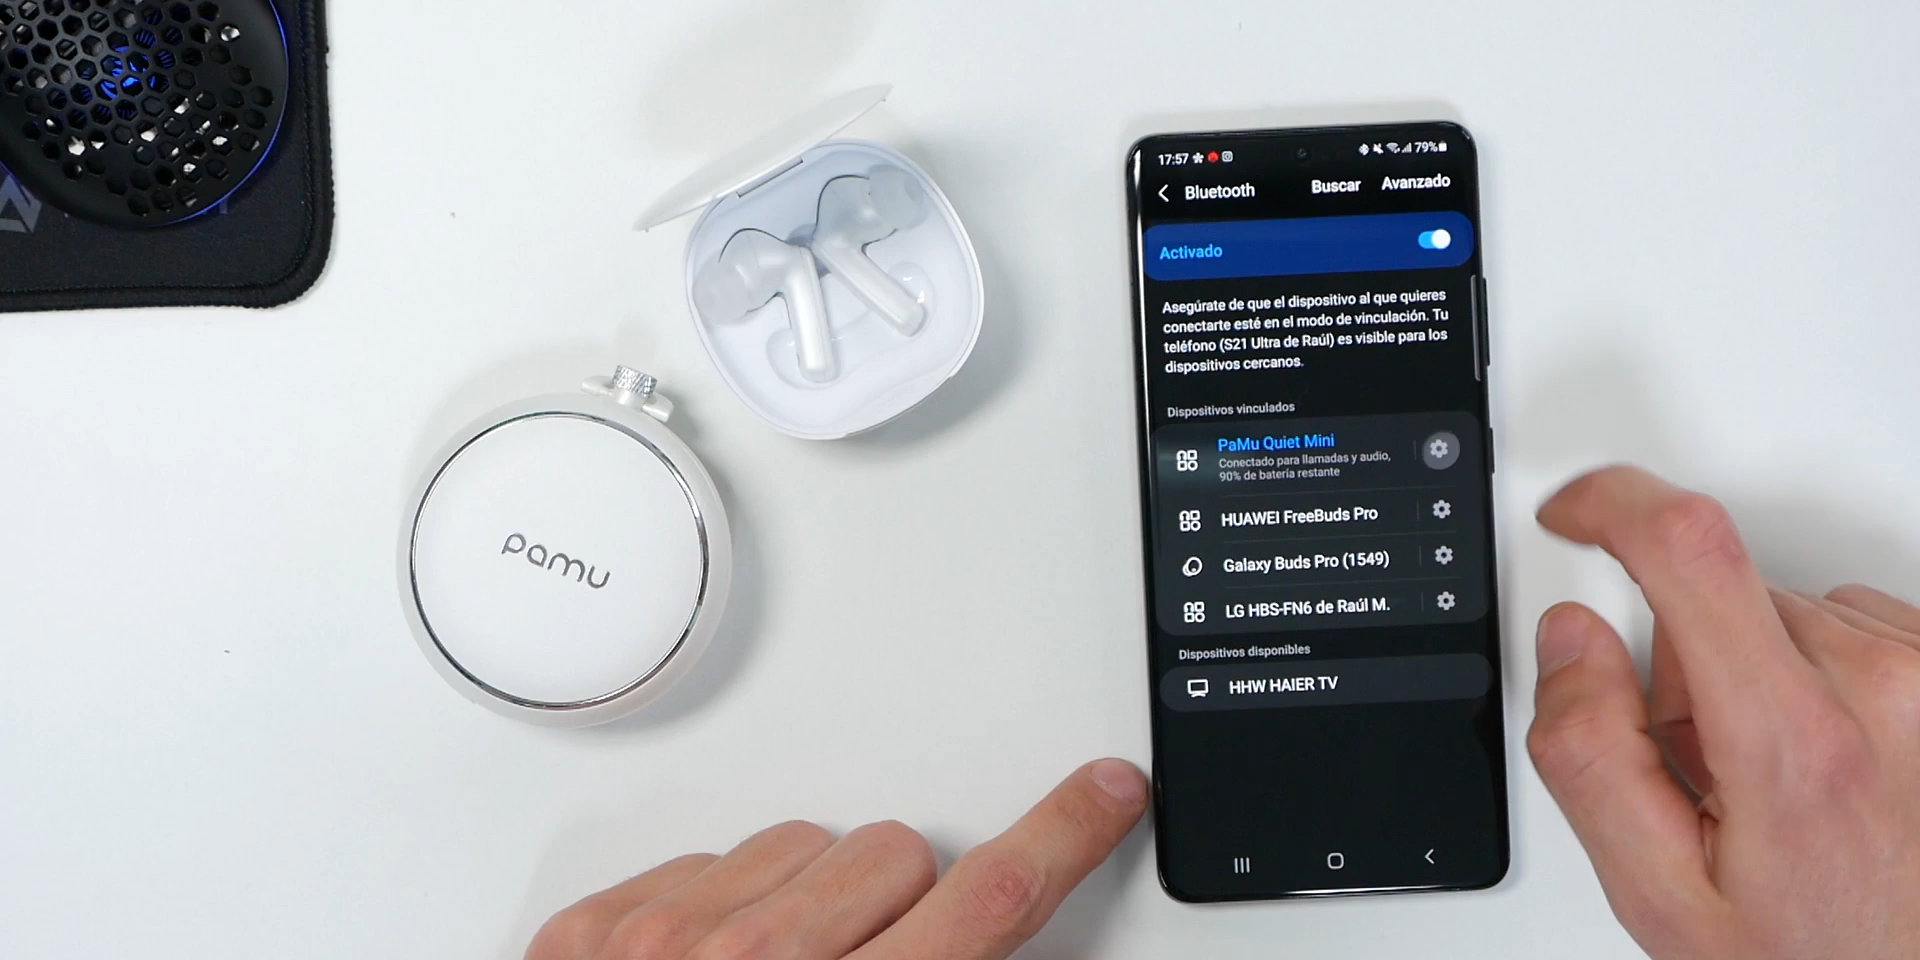 pamu
17:57
79%
Bluetooth
Buscar
Avanzado
Activado
Asegúrate de que el dispositivo al que quieres
conectarte esté en el modo de vinculación. Tu
teléfono (S21 Ultra de Raúl) es visible para los
dispositivos cercanos.
Dispositivos vinculados
PaMu Quiet Mini
Conectado para llamadas y audio,
90% de batería restante
HUAWEI FreeBuds Pro
Galaxy Buds Pro (1549)
LG HBS-FN6 de Raúl M.
Dispositivos disponibles
HHW HAIER TV